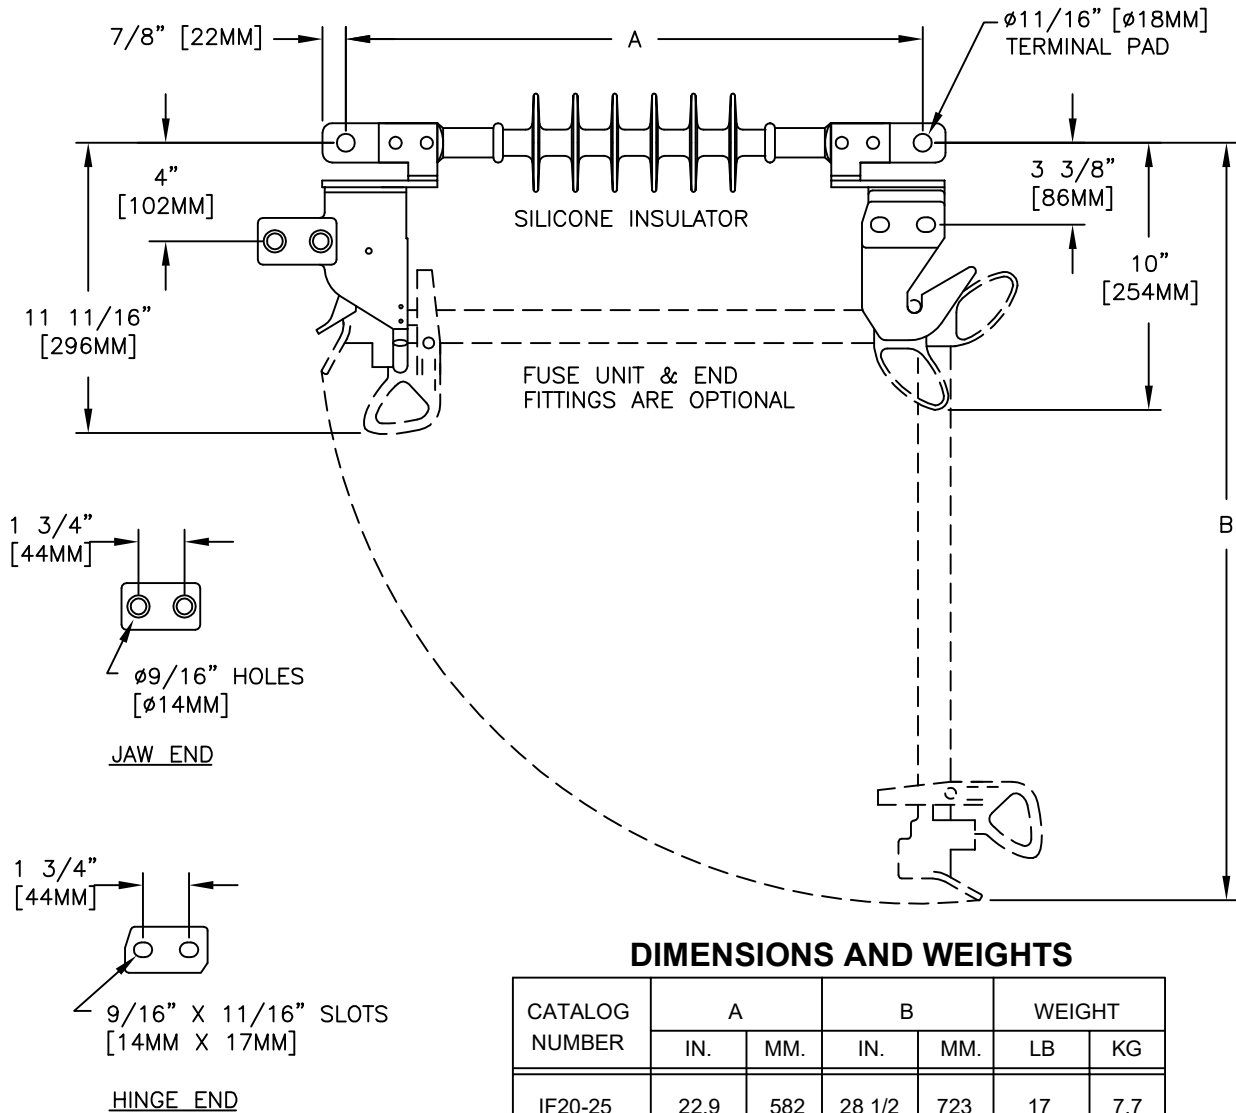 7/8" [22MM]
A
ø11/16" [ø18MM]
TERMINAL PAD
4"
[102MM]
3 3/8"
[86MM]
SILICONE INSULATOR
10"
[254MM]
11 11/16"
[296MM]
FUSE UNIT & END
FITTINGS ARE OPTIONAL
B
1 3/4"
[44MM]
ø9/16" HOLES
[ø14MM]
JAW END
1 3/4"
[44MM]
9/16" X 11/16" SLOTS
[14MM X 17MM]
HINGE END
DIMENSIONS AND WEIGHTS
CATALOG NUMBER A B WEIGHT
IN. MM. IN. MM. LB KG
IF20-25 22.9 582 28 1/2 723 17 7.7